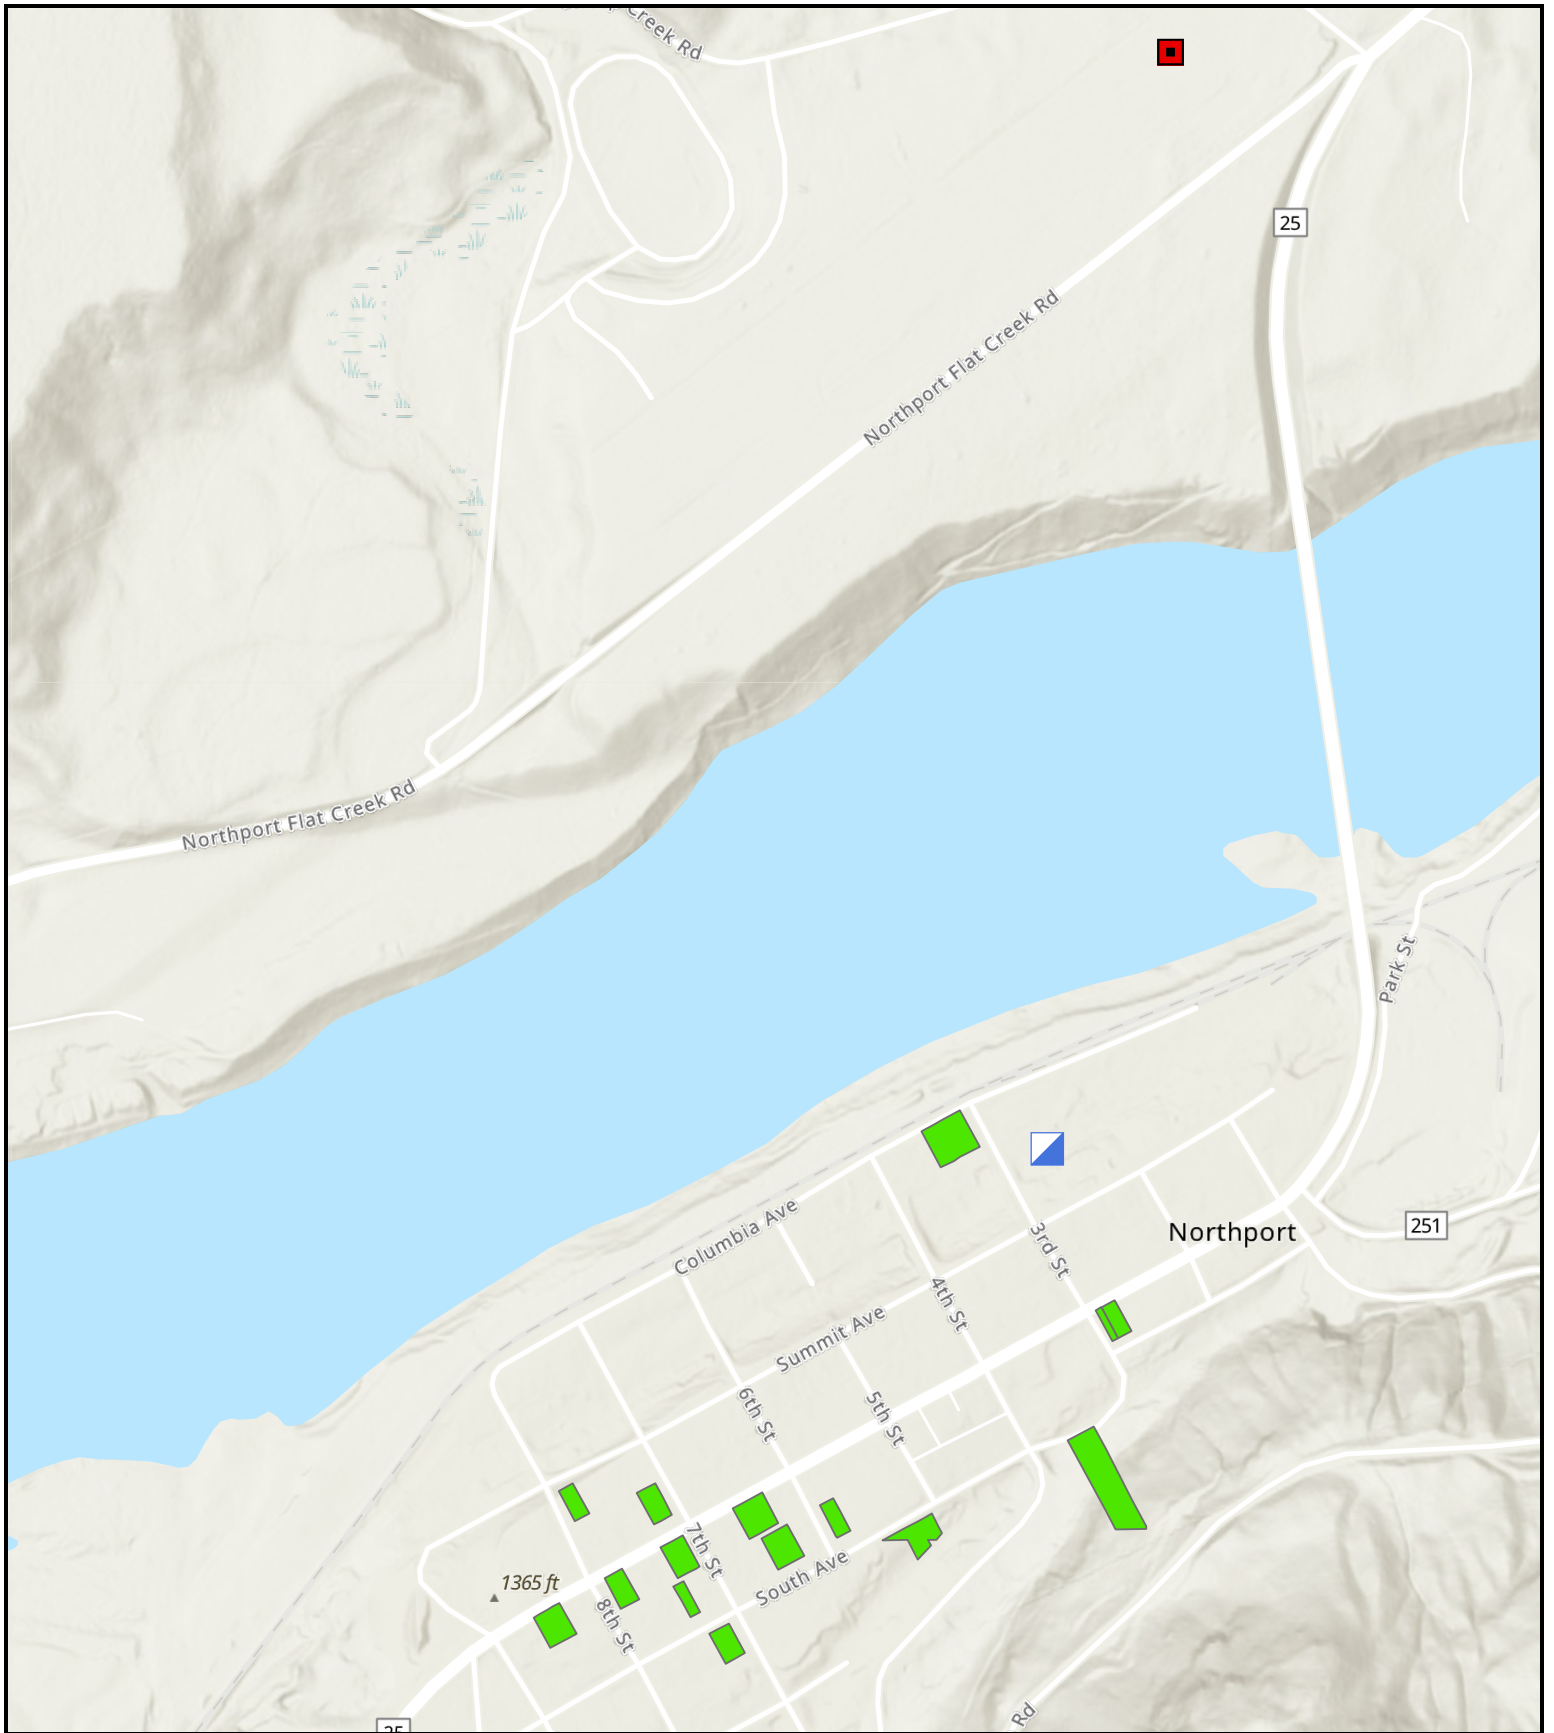 Creek Rd
25
Northport Flat Creek Rd
Northport Flat Creek Rd
Park St
Columbia Ave
3rd St
Northport
251
4th St
Summit Ave
6th St
5th St
7th St
South Ave
1365 ft
8th St
Rd
25